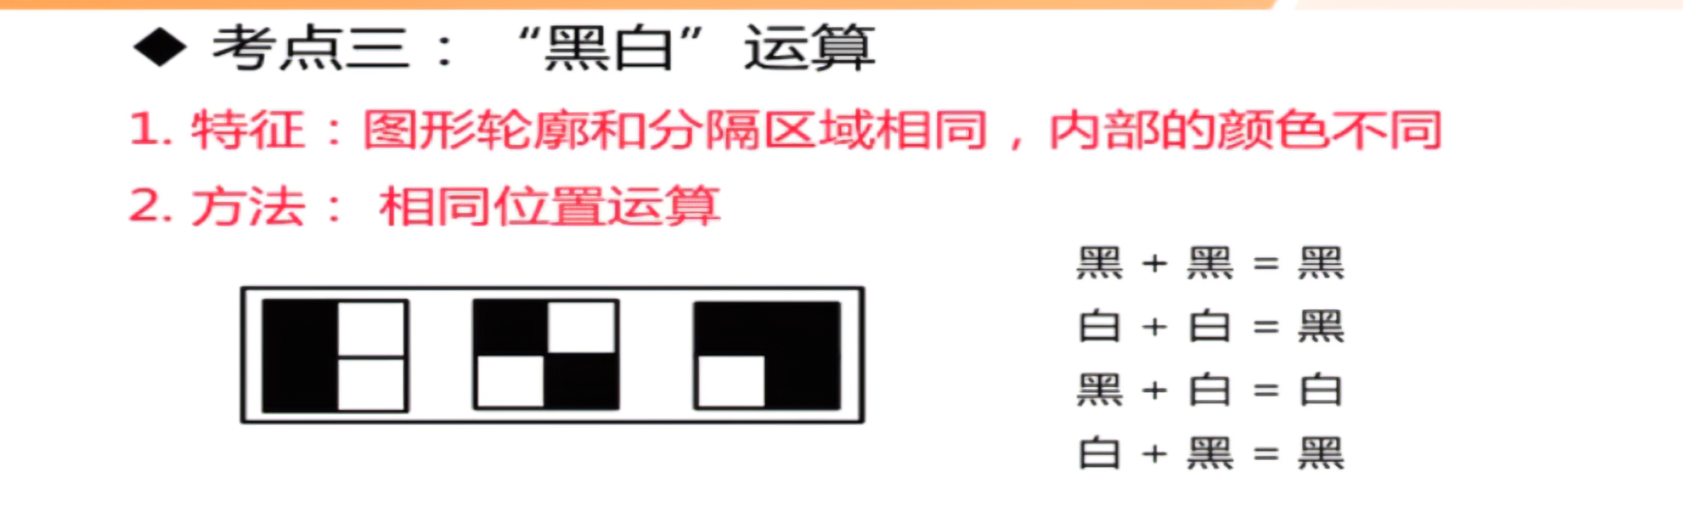 ◆ 考点三：“黑白”运算
1. 特征：图形轮廓和分隔区域相同，内部的颜色不同
2. 方法： 相同位置运算
黑 + 黑 = 黑
白 + 白 = 黑
黑 + 白 = 白
白 + 黑 = 黑